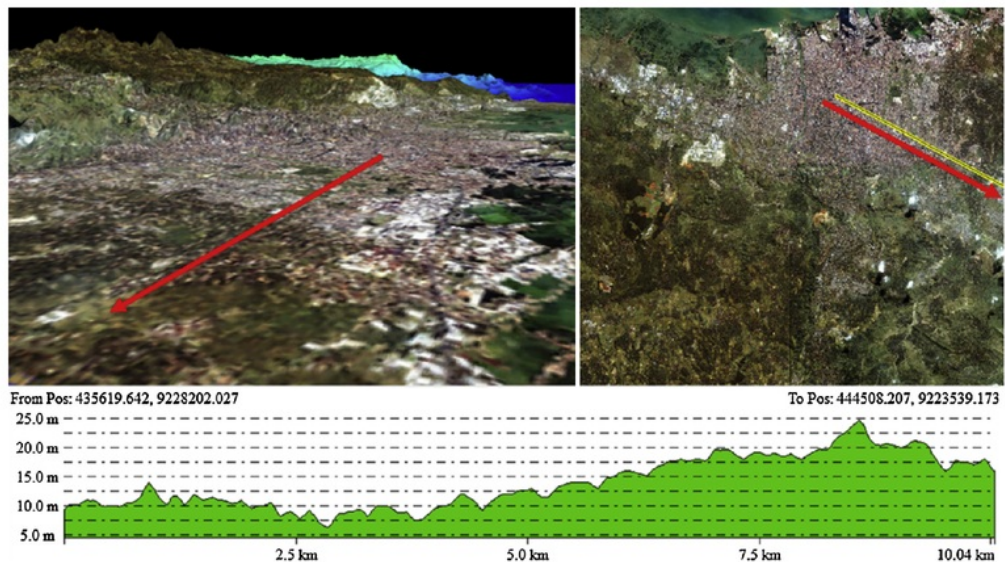 From Pos: 435619.642, 9228202.027
To Pos: 444508.207, 9223539.173
25.0 m
20.0 m
15.0 m
10.0 m
5.0 m
2.5 km
5.0 km
7.5 km
10.04 km